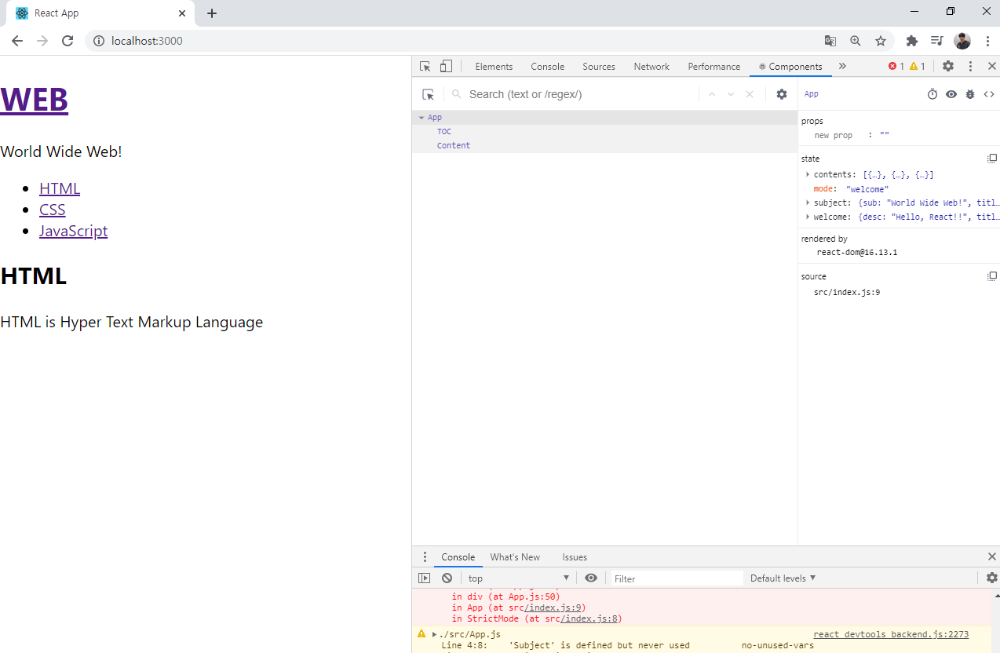 React App
localhost:3000
Elements Console Sources Network Performance Components 1 1
WEB
World Wide Web!
HTML
CSS
JavaScript
HTML
HTML is Hyper Text Markup Language
Search (text or /regex/)
App
TOC
Content
App
props
new prop : ""
state
contents: [{…}, {…}, {…}]
mode: "welcome"
subject: {sub: "World Wide Web!", titl…
welcome: {desc: "Hello, React!!", titl…
rendered by
react-dom@16.13.1
source
src/index.js:9
Console What's New Issues
top Filter Default levels
in div (at App.js:50)
in App (at src/index.js:9)
in StrictMode (at src/index.js:8)
./src/App.js react_devtools_backend.js:2273
Line 4:8: 'Subject' is defined but never used no-unused-vars